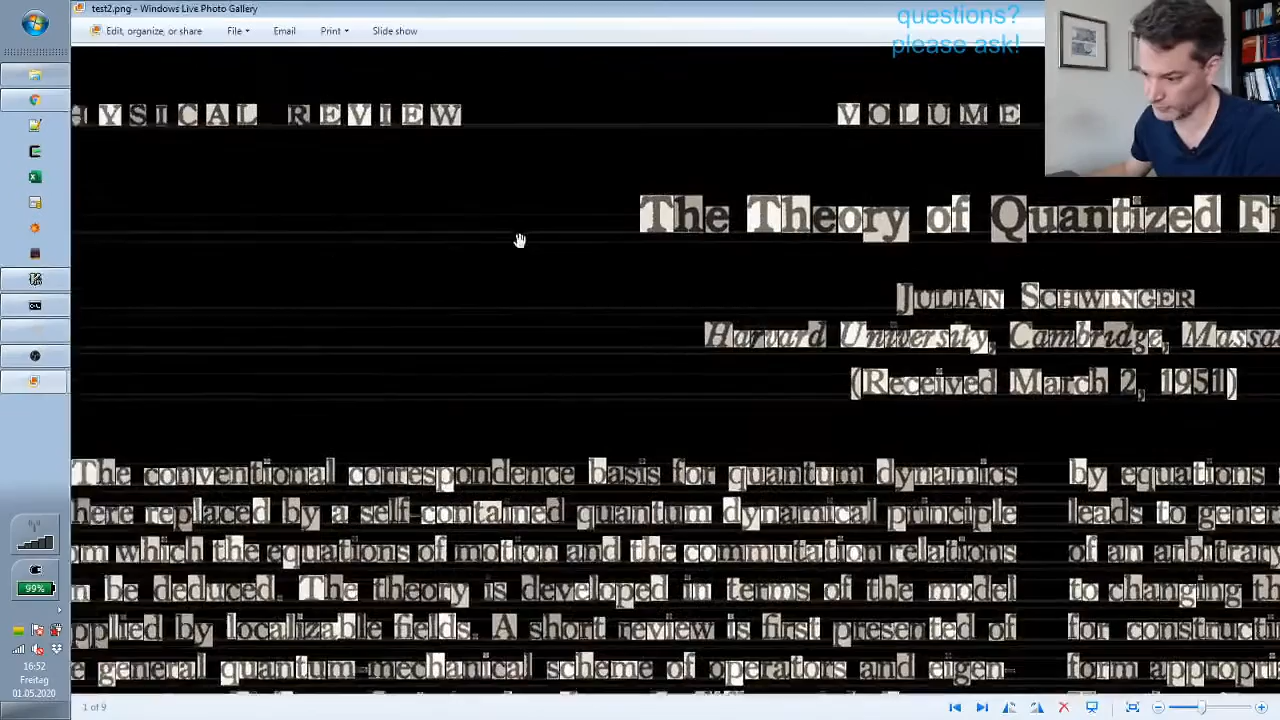 test2.png - Windows Live Photo Gallery
questions?
please ask!
Edit, organize, or share File Email Print Slide show
HYSICAL REVIEW VOLUME
The Theory of Quantized Fi
JULIAN SCHWINGER
Harvard University, Cambridge, Massa
(Received March 2, 1951)
The conventional correspondence basis for quantum dynamics
here replaced by a self-contained quantum dynamical principle
om which the equations of motion and the commutation relations
n be deduced. The theory is developed in terms of the model
pplied by localizable fields. A short review is first presented of
e general quantum-mechanical scheme of operators and eigen-
by equations
leads to gener
of an arbitrary
to changing th
for constructi
form appropri
99%
16:52
Freitag
01.05.2020
1 of 9